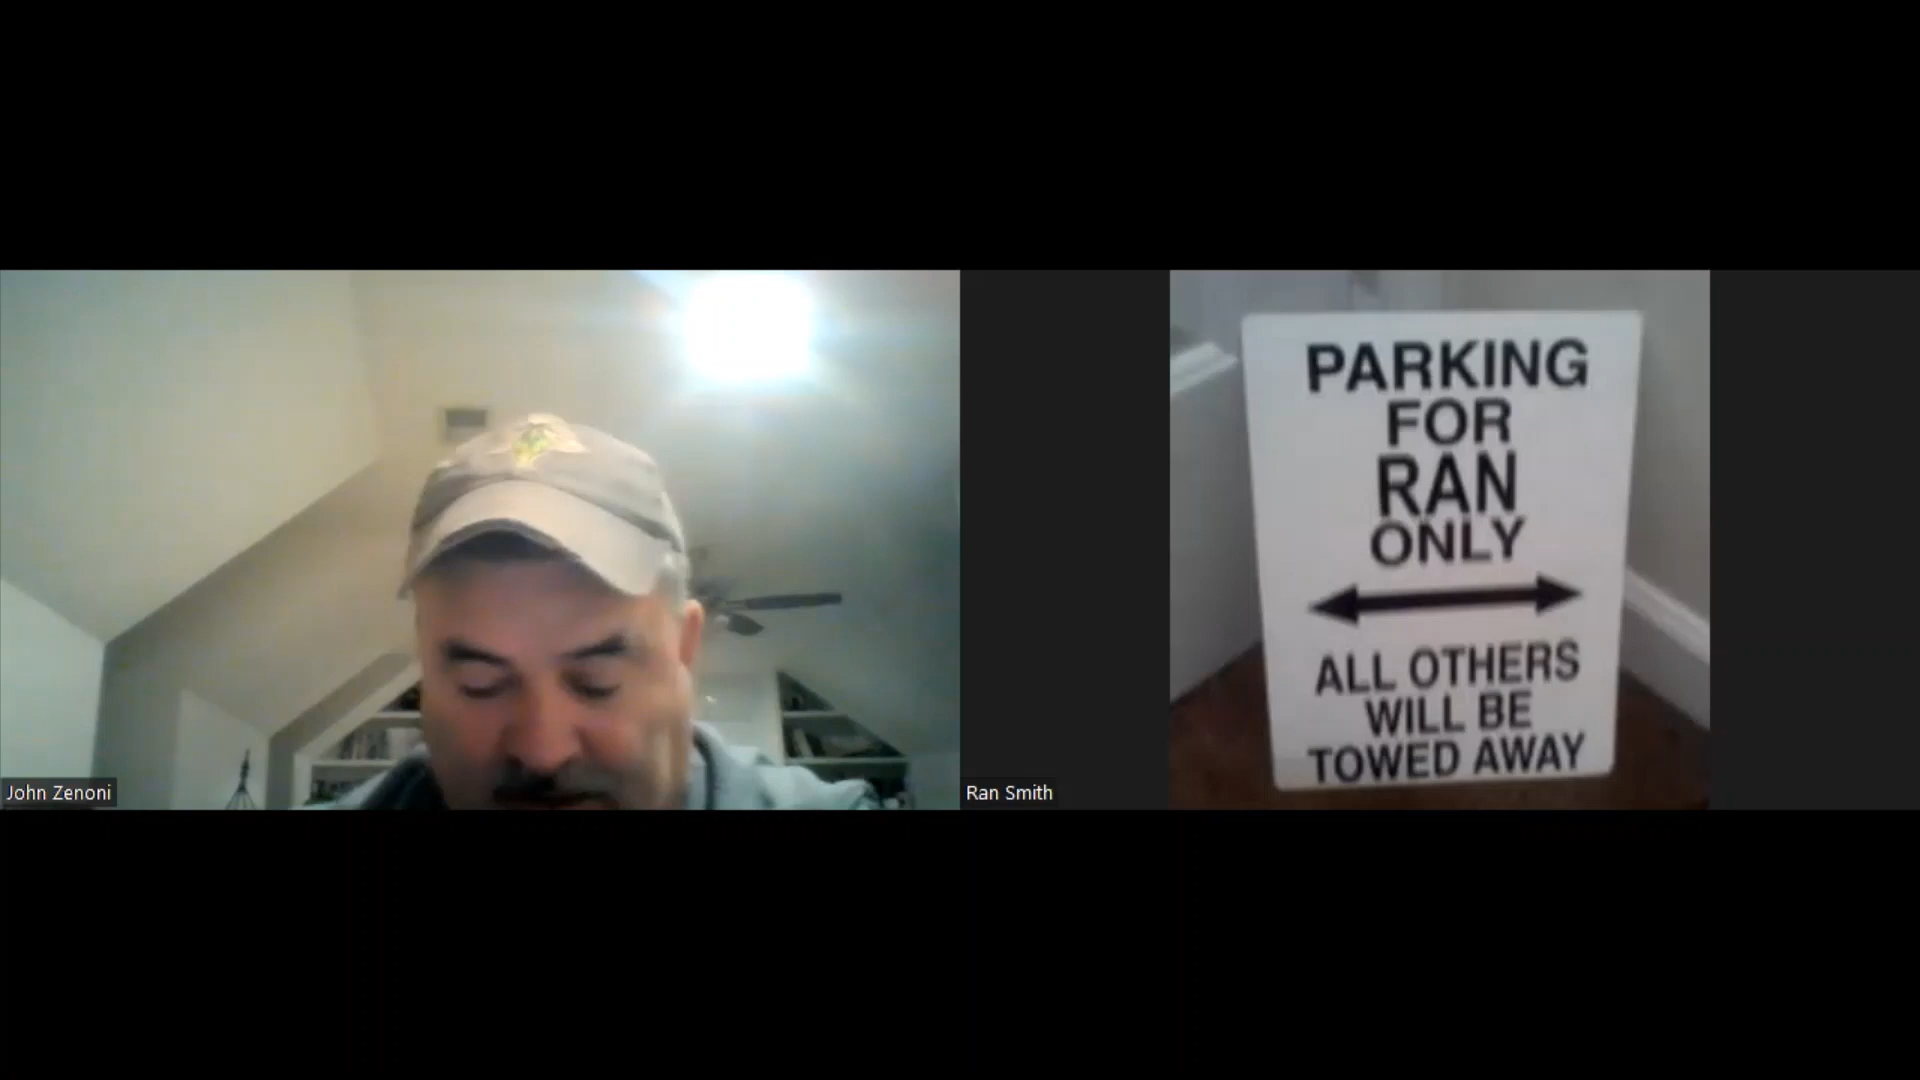 John Zenoni
PARKING
FOR
RAN
ONLY
ALL OTHERS
WILL BE
TOWED AWAY
Ran Smith